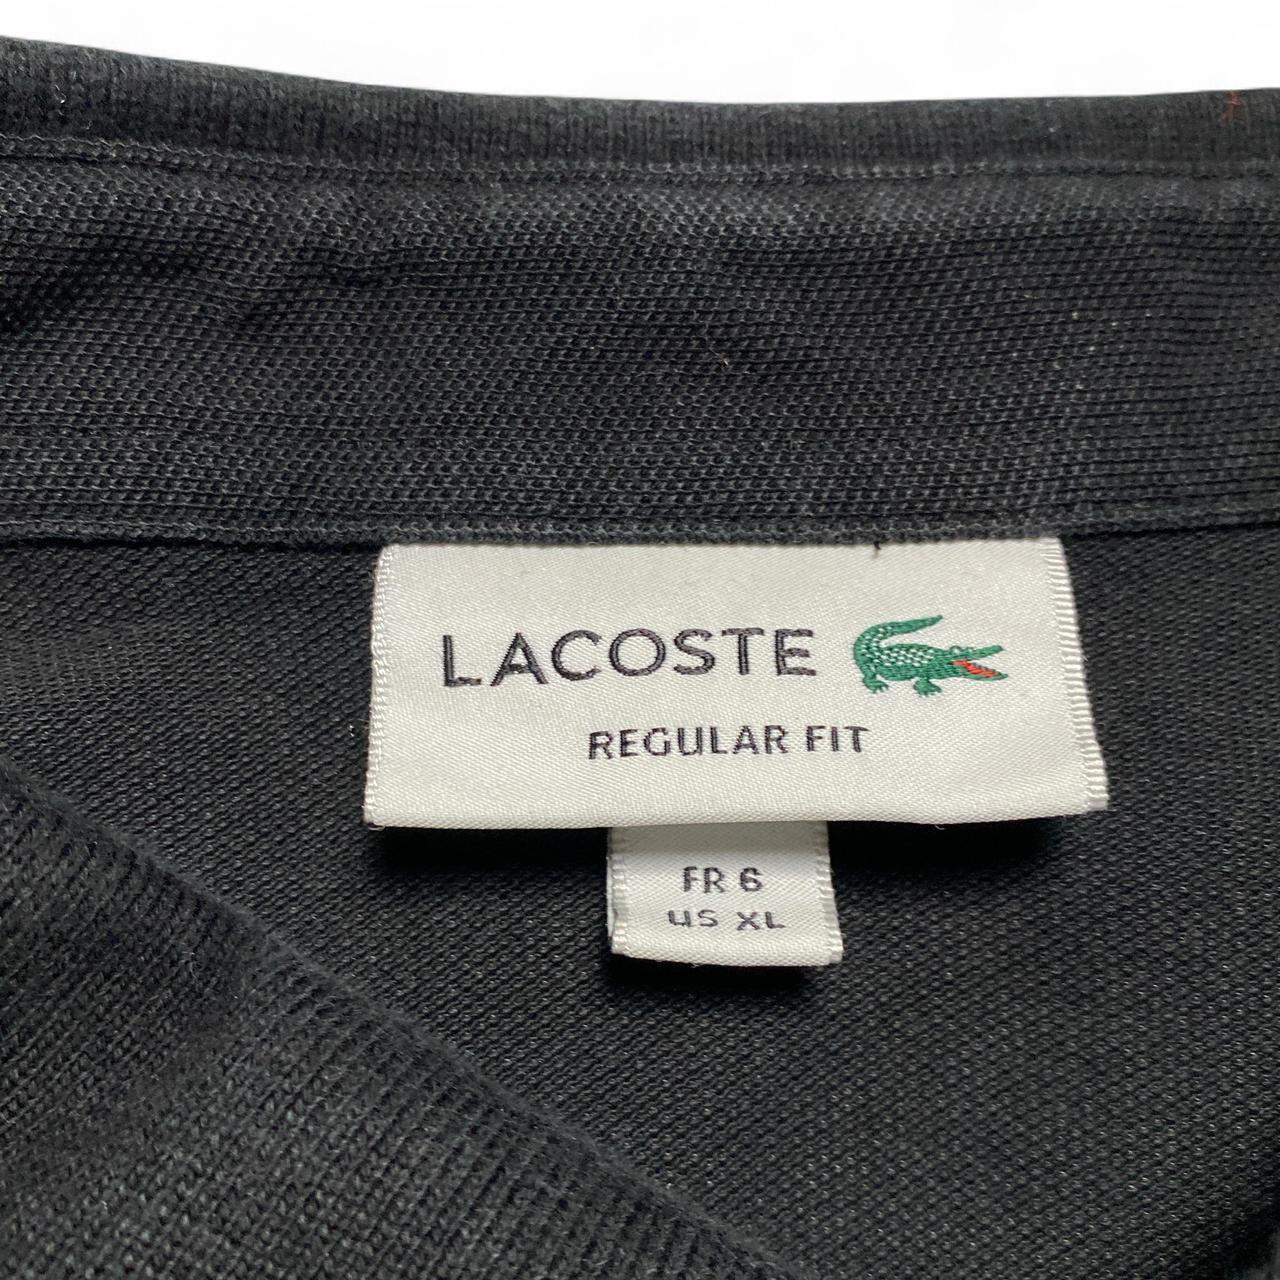 LACOSTE
REGULAR FIT
FR 6
US XL